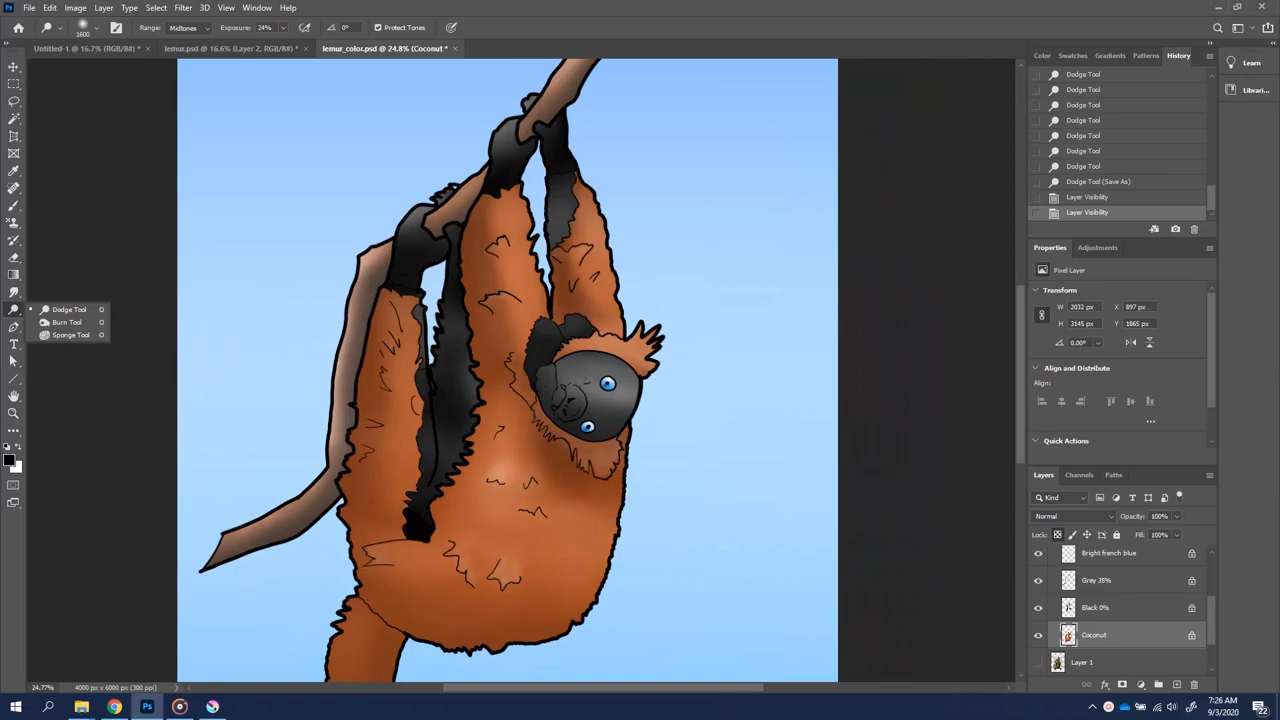 Ps File Edit Image Layer Type Select Filter 3D View Window Help
1600 Range: Midtones Exposure: 24% 0° Protect Tones
Untitled-1 @ 16.7% (RGB/8#) * × lemur.psd @ 16.6% (Layer 2, RGB/8#) * × lemur_color.psd @ 24.8% (Coconut * ×
Color Swatches Gradients Patterns History
Learn
Librari...
Dodge Tool
Dodge Tool
Dodge Tool
Dodge Tool
Dodge Tool
Dodge Tool
Dodge Tool
Dodge Tool (Save As)
Layer Visibility
Layer Visibility
Properties Adjustments
Pixel Layer
Transform
W 2032 px X 897 px
H 3145 px Y 1865 px
0.00°
Align and Distribute
Align:
...
Quick Actions
Dodge Tool O
Burn Tool O
Sponge Tool O
Layers Channels Paths
Kind
Normal Opacity: 100%
Lock: Fill: 100%
Bright french blue
Grey 35%
Black 0%
Coconut
Layer 1
24.77% 4000 px x 6000 px (300 ppi)
7:26 AM
9/3/2020
22